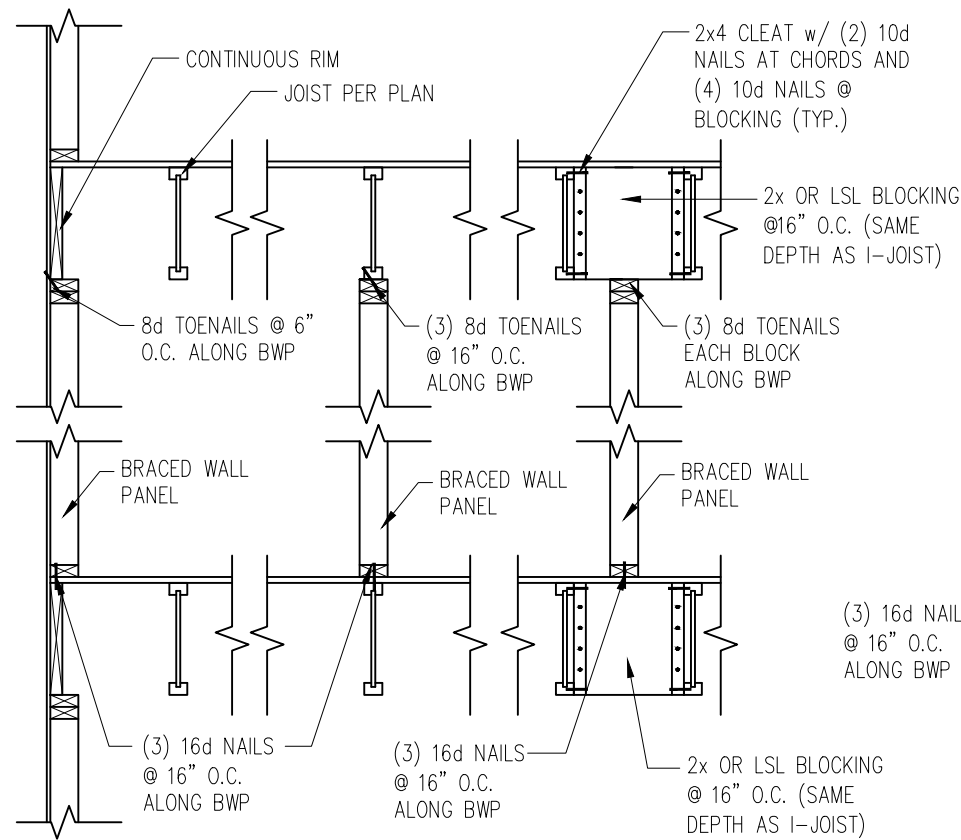 2x4 CLEAT w/ (2) 10d
NAILS AT CHORDS AND
(4) 10d NAILS @
BLOCKING (TYP.)
CONTINUOUS RIM
JOIST PER PLAN
2x OR LSL BLOCKING
@16" O.C. (SAME
DEPTH AS I-JOIST)
8d TOENAILS @ 6"
O.C. ALONG BWP
(3) 8d TOENAILS
@ 16" O.C.
ALONG BWP
(3) 8d TOENAILS
EACH BLOCK
ALONG BWP
BRACED WALL
PANEL
BRACED WALL
PANEL
BRACED WALL
PANEL
(3) 16d NAIL
@ 16" O.C.
ALONG BWP
(3) 16d NAILS
@ 16" O.C.
ALONG BWP
(3) 16d NAILS
@ 16" O.C.
ALONG BWP
2x OR LSL BLOCKING
@ 16" O.C. (SAME
DEPTH AS I-JOIST)